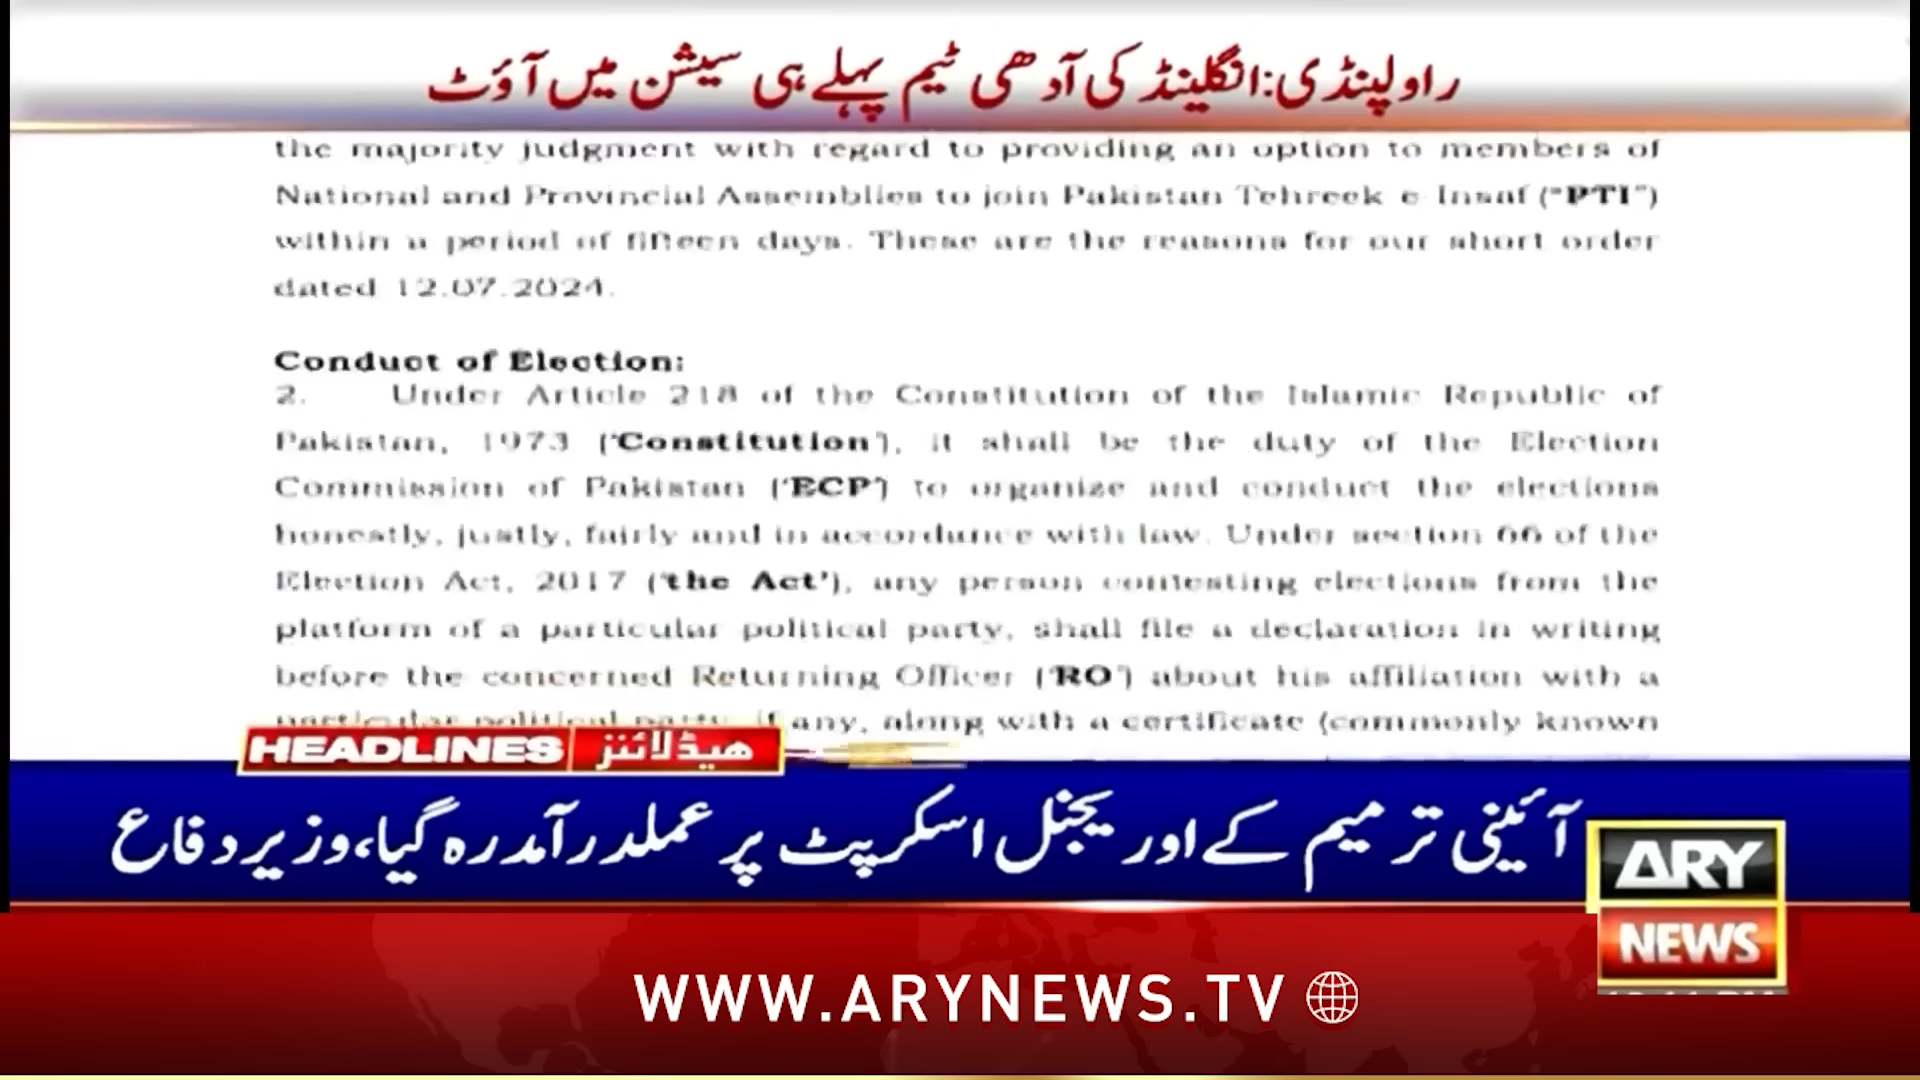 راولپنڈی:انگلینڈ کی آدھی ٹیم پہلے ہی سیشن میں آؤٹ
the majority judgment with regard to providing an option to members of
National and Provincial Assemblies to join Pakistan Tehreek e Insaf ("PTI")
within a period of fifteen days. These are the reasons for our short order
dated 12.07.2024.
Conduct of Election:
2. Under Article 218 of the Constitution of the Islamic Republic of
Pakistan, 1973 ('Constitution'), it shall be the duty of the Election
Commission of Pakistan ('ECP') to organize and conduct the elections
honestly, justly, fairly and in accordance with law. Under section 66 of the
Election Act, 2017 ('the Act'), any person contesting elections from the
platform of a particular political party, shall file a declaration in writing
before the concerned Returning Officer ('RO') about his affiliation with a
particular political party, if any, along with a certificate (commonly known
HEADLINES ہیڈلائنز
آئینی ترمیم کے اوریجنل اسکرپٹ پر عملدرآمد رہ گیا، وزیر دفاع
ARY
NEWS
WWW.ARYNEWS.TV